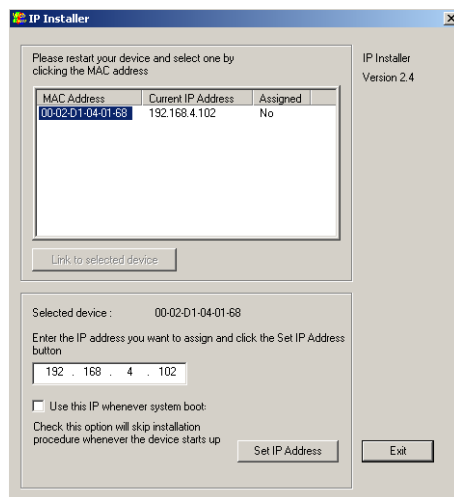 IP Installer
Please restart your device and select one by
clicking the MAC address
IP Installer
Version 2.4
MAC Address Current IP Address Assigned
00-02-D1-04-01-68 192.168.4.102 No
Link to selected device
Selected device : 00-02-D1-04-01-68
Enter the IP address you want to assign and click the Set IP Address
button
192 . 168 . 4 . 102
Use this IP whenever system boot:
Check this option will skip installation
procedure whenever the device starts up
Set IP Address
Exit